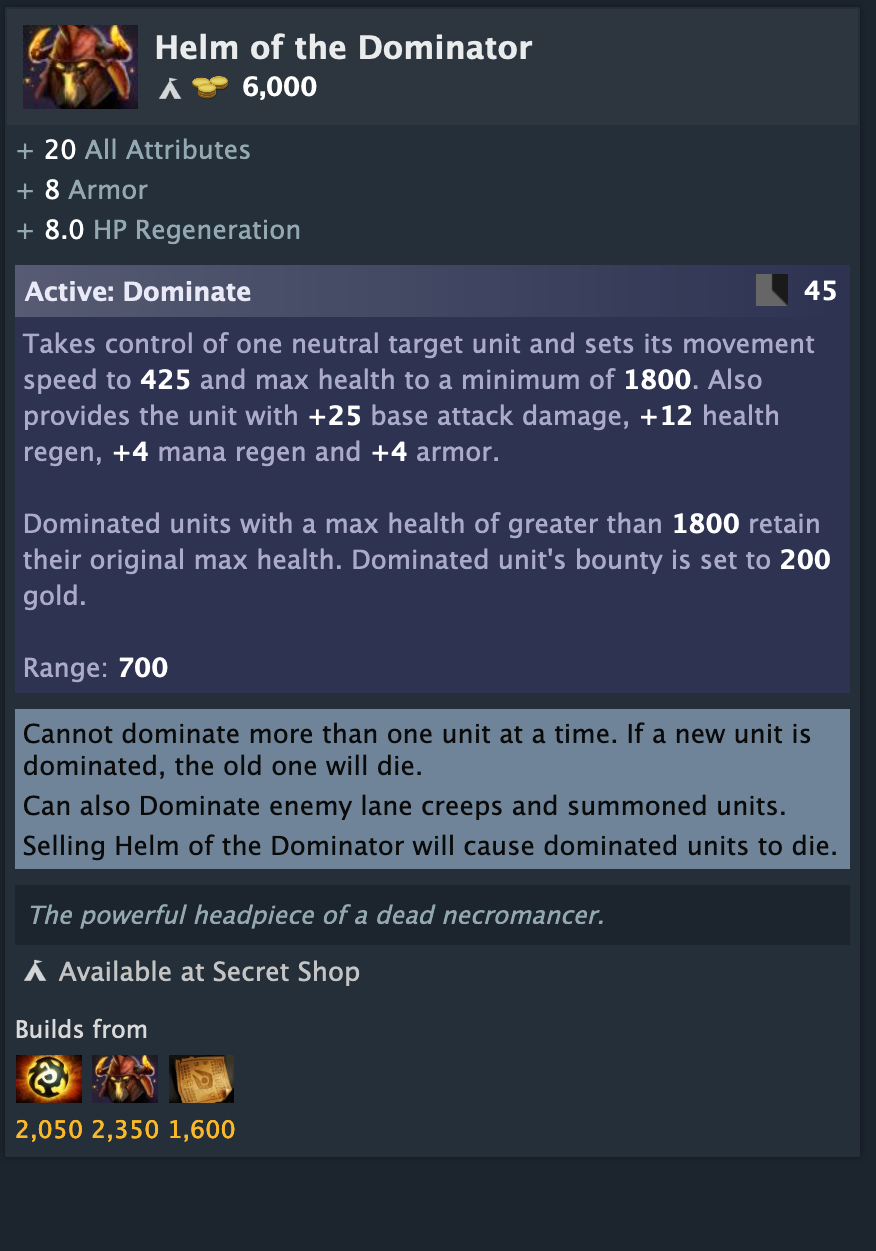 Helm of the Dominator
6,000
+ 20 All Attributes
+ 8 Armor
+ 8.0 HP Regeneration
Active: Dominate 45
Takes control of one neutral target unit and sets its movement
speed to 425 and max health to a minimum of 1800. Also
provides the unit with +25 base attack damage, +12 health
regen, +4 mana regen and +4 armor.
Dominated units with a max health of greater than 1800 retain
their original max health. Dominated unit's bounty is set to 200
gold.
Range: 700
Cannot dominate more than one unit at a time. If a new unit is
dominated, the old one will die.
Can also Dominate enemy lane creeps and summoned units.
Selling Helm of the Dominator will cause dominated units to die.
The powerful headpiece of a dead necromancer.
Available at Secret Shop
Builds from
2,050 2,350 1,600